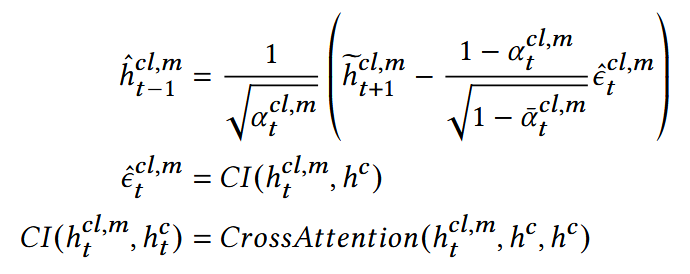 \hat{h}_{t-1}^{cl,m} = \frac{1}{\sqrt{\alpha_t^{cl,m}}} \left( \widetilde{h}_{t+1}^{cl,m} - \frac{1 - \alpha_t^{cl,m}}{\sqrt{1 - \bar{\alpha}_t^{cl,m}}} \hat{\epsilon}_t^{cl,m} \right)
\hat{\epsilon}_t^{cl,m} = CI(h_t^{cl,m}, h^c)
CI(h_t^{cl,m}, h_t^c) = CrossAttention(h_t^{cl,m}, h^c, h^c)